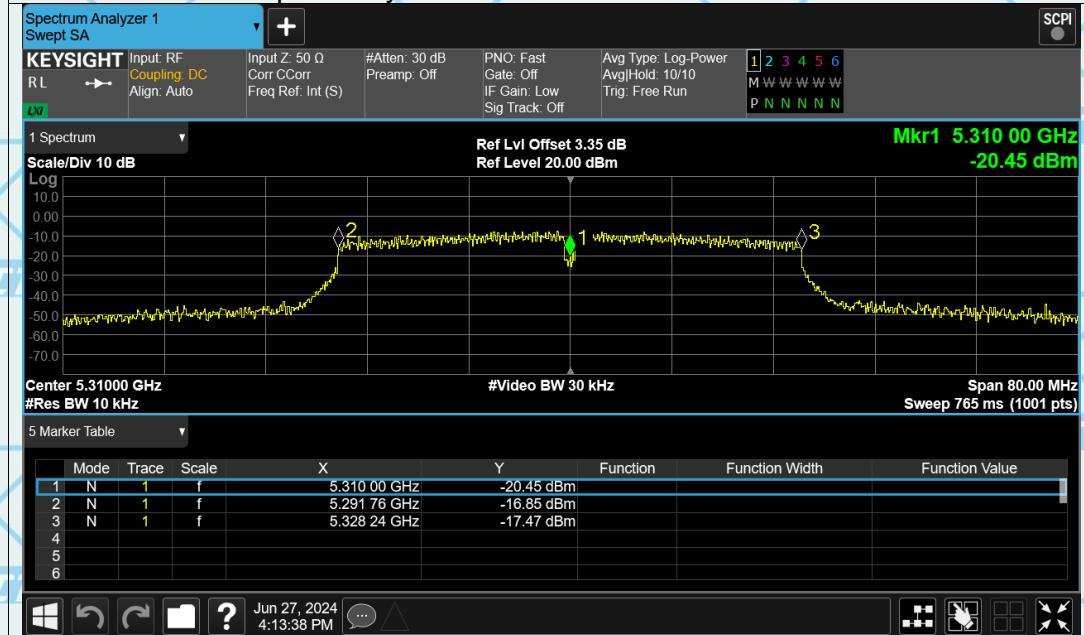 Spectrum Analyzer 1
Swept SA
+
SCPI
KEYSIGHT
RL
LXI
Input: RF
Coupling: DC
Align: Auto
Input Z: 50 Ω
Corr CCorr
Freq Ref: Int (S)
#Atten: 30 dB
Preamp: Off
PNO: Fast
Gate: Off
IF Gain: Low
Sig Track: Off
Avg Type: Log-Power
Avg|Hold: 10/10
Trig: Free Run
1 2 3 4 5 6
M W W W W W
P N N N N N
1 Spectrum
Scale/Div 10 dB
Ref Lvl Offset 3.35 dB
Ref Level 20.00 dBm
Mkr1 5.310 00 GHz
-20.45 dBm
Log
10.0
0.00
-10.0
-20.0
-30.0
-40.0
-50.0
-60.0
-70.0
2
1
3
Center 5.31000 GHz
#Video BW 30 kHz
Span 80.00 MHz
#Res BW 10 kHz
Sweep 765 ms (1001 pts)
5 Marker Table
Mode Trace Scale X Y Function Function Width Function Value
1 N 1 f 5.310 00 GHz -20.45 dBm
2 N 1 f 5.291 76 GHz -16.85 dBm
3 N 1 f 5.328 24 GHz -17.47 dBm
4
5
6
?
Jun 27, 2024
4:13:38 PM